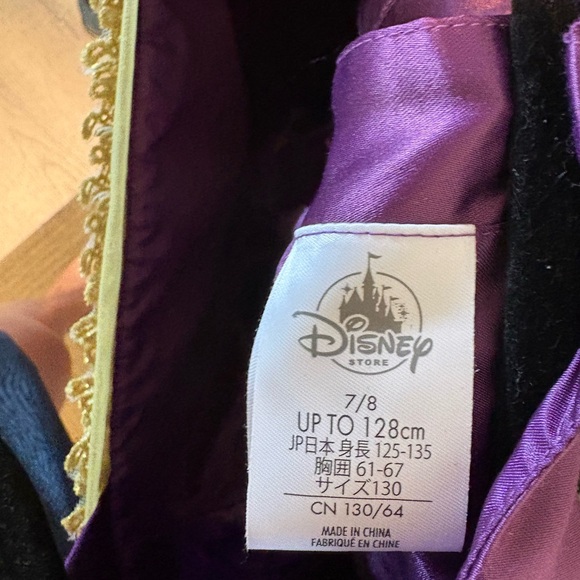 Disney
STORE
7/8
UP TO 128cm
JP日本 身長 125-135
胸囲 61-67
サイズ130
CN 130/64
MADE IN CHINA
FABRIQUÉ EN CHINE